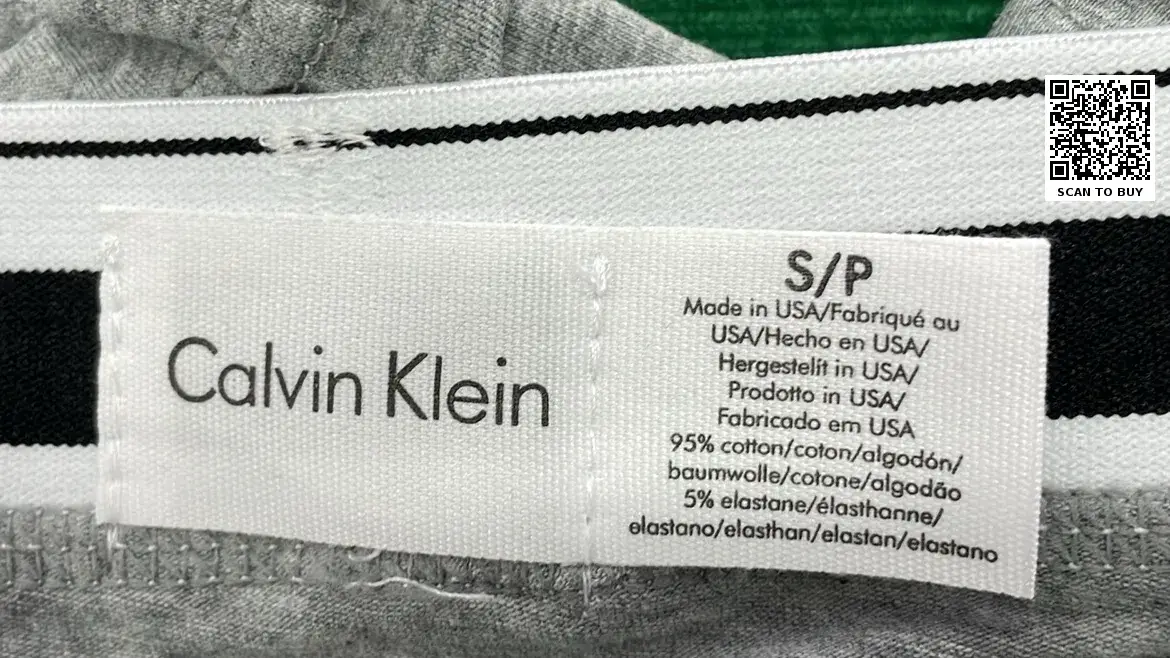 SCAN TO BUY
Calvin Klein
S/P
Made in USA/Fabriqué au
USA/Hecho en USA/
Hergestelít in USA/
Prodotto in USA/
Fabricado em USA
95% cotton/coton/algodón/
baumwolle/cotone/algodão
5% elastane/élasthanne/
elastano/elasthan/elastan/elastano